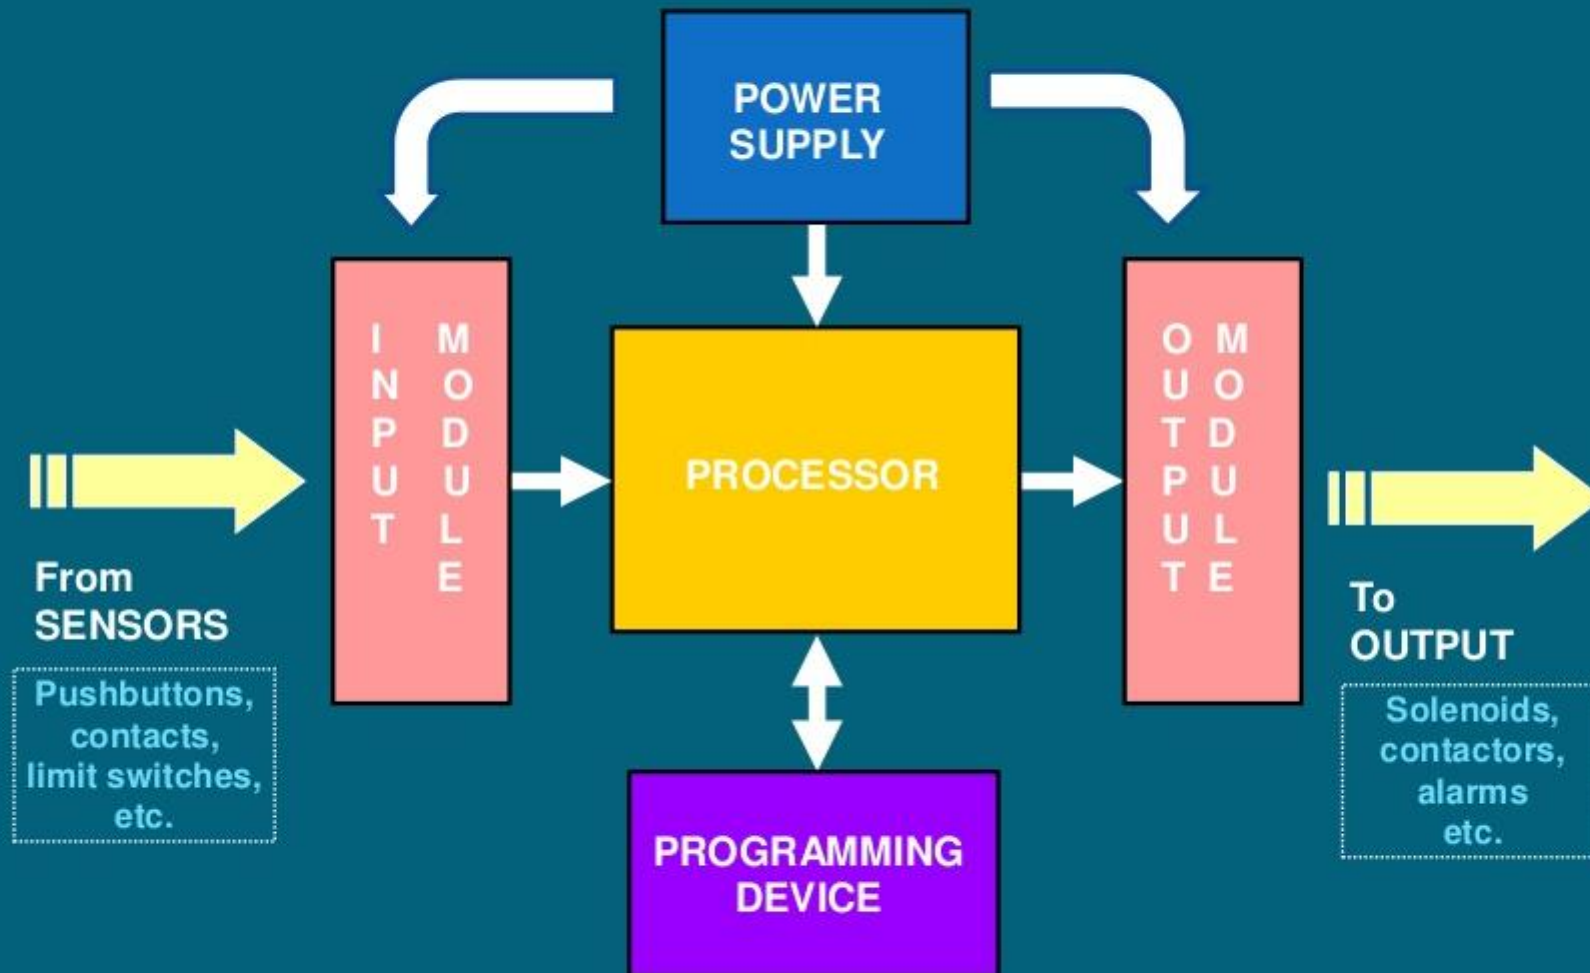 POWER
SUPPLY
INPUT
MODULE
PROCESSOR
OUTPUT
MODULE
From
SENSORS
Pushbuttons,
contacts,
limit switches,
etc.
To
OUTPUT
Solenoids,
contactors,
alarms
etc.
PROGRAMMING
DEVICE